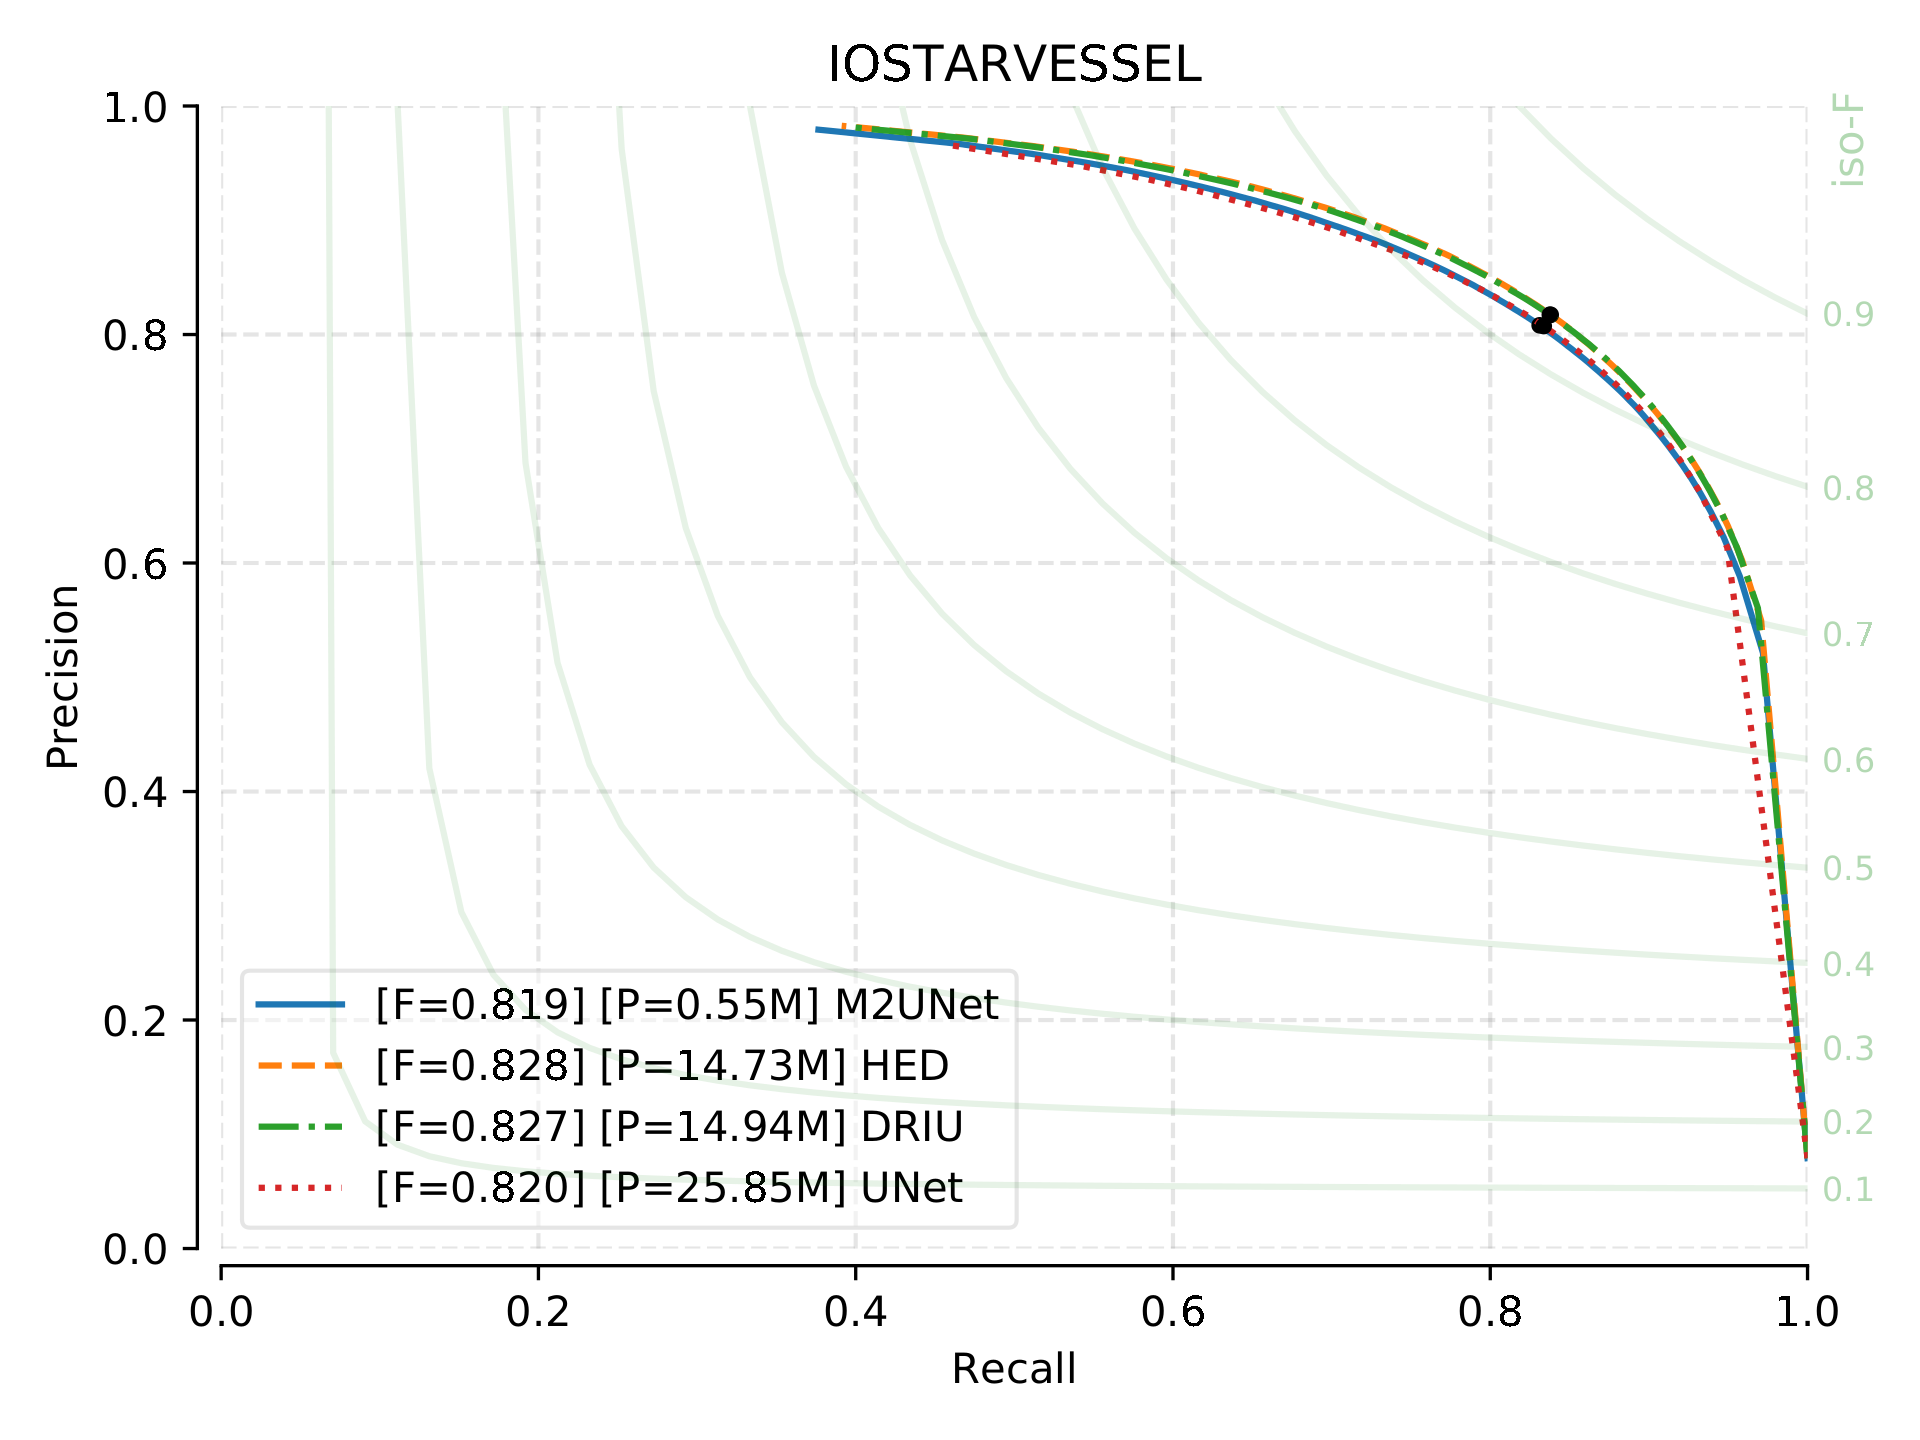 IOSTARVESSEL
iso-F
1.0
0.8
0.6
0.4
0.2
0.0
Precision
0.9
0.8
0.7
0.6
0.5
0.4
0.3
0.2
0.1
[F=0.819] [P=0.55M] M2UNet
[F=0.828] [P=14.73M] HED
[F=0.827] [P=14.94M] DRIU
[F=0.820] [P=25.85M] UNet
0.0 0.2 0.4 0.6 0.8 1.0
Recall